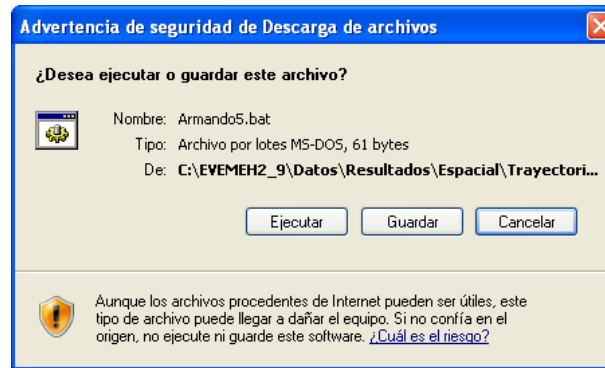 Advertencia de seguridad de Descarga de archivos
¿Desea ejecutar o guardar este archivo?
Nombre: Armando5.bat
Tipo: Archivo por lotes MS-DOS, 61 bytes
De: C:\EVEMEH2_9\Datos\Resultados\Espacial\Trayectori...
Ejecutar Guardar Cancelar
Aunque los archivos procedentes de Internet pueden ser útiles, este
tipo de archivo puede llegar a dañar el equipo. Si no confía en el
origen, no ejecute ni guarde este software. ¿Cuál es el riesgo?